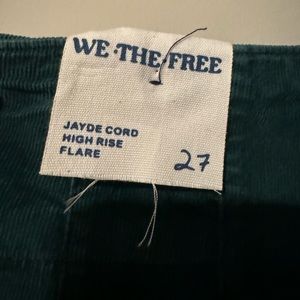 WE·THE·FREE
JAYDE CORD
HIGH RISE
FLARE
27